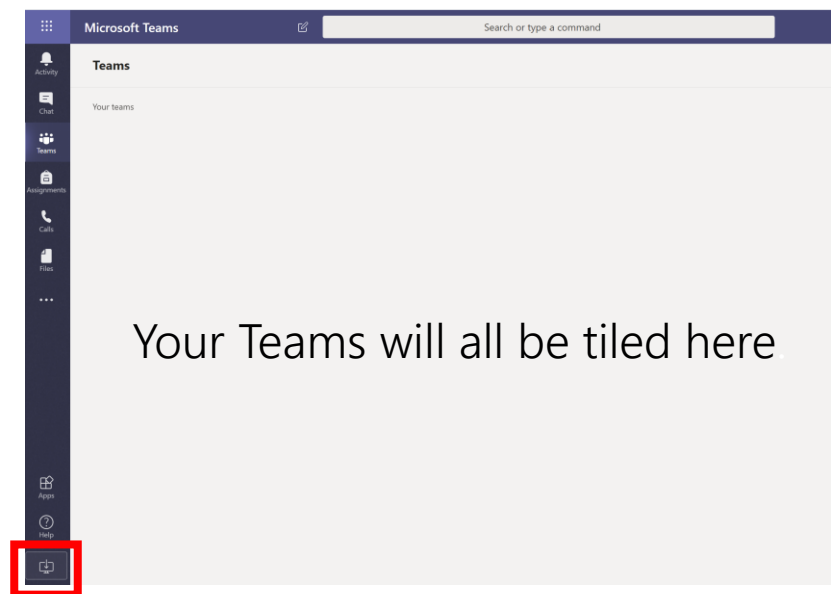 Microsoft Teams
Search or type a command
Activity
Teams
Chat
Your teams
Teams
Assignments
Calls
Files
Your Teams will all be tiled here.
Apps
Help